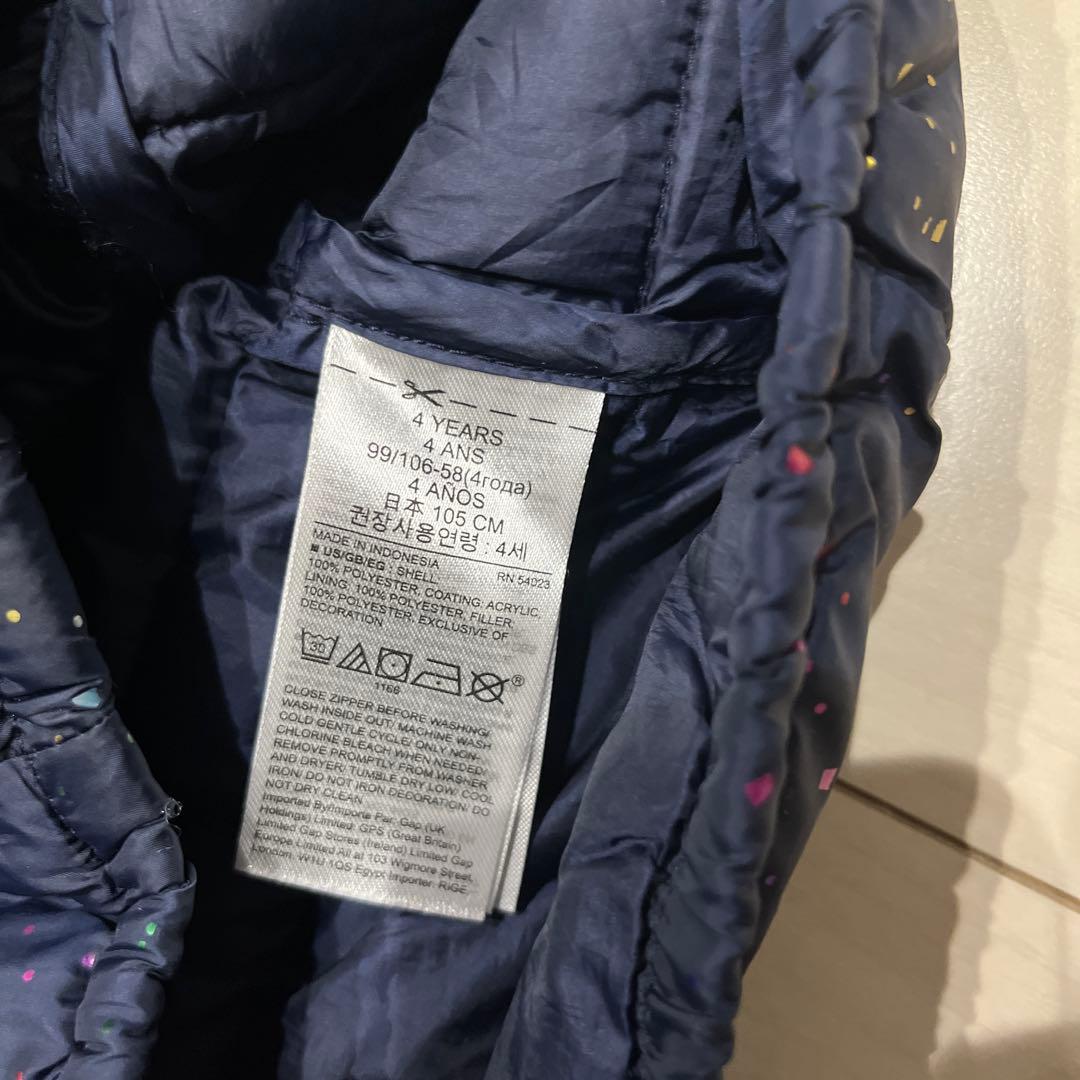 4 YEARS
4 ANS
99/106-58(4года)
4 AÑOS
日本 105 CM
권장사용연령 : 4세
MADE IN INDONESIA
RN 54023
■ US/GB/EG : SHELL,
100% POLYESTER, COATING, ACRYLIC,
LINING, 100% POLYESTER, FILLER,
100% POLYESTER, EXCLUSIVE OF
DECORATION
30
1166
®
CLOSE ZIPPER BEFORE WASHING/
WASH INSIDE OUT/ MACHINE WASH
COLD GENTLE CYCLE/ ONLY NON-
CHLORINE BLEACH WHEN NEEDED/
REMOVE PROMPTLY FROM WASHER
AND DRYER/ TUMBLE DRY LOW/ COOL
IRON/ DO NOT IRON DECORATION/ DO
NOT DRY CLEAN
Imported By/Importe Par: Gap (UK
Holdings) Limited. GPS (Great Britain)
Limited Gap Stores (Ireland) Limited Gap
Europe Limited All at 103 Wigmore Street,
London. W1U 1QS Egypt Importer: RIGE